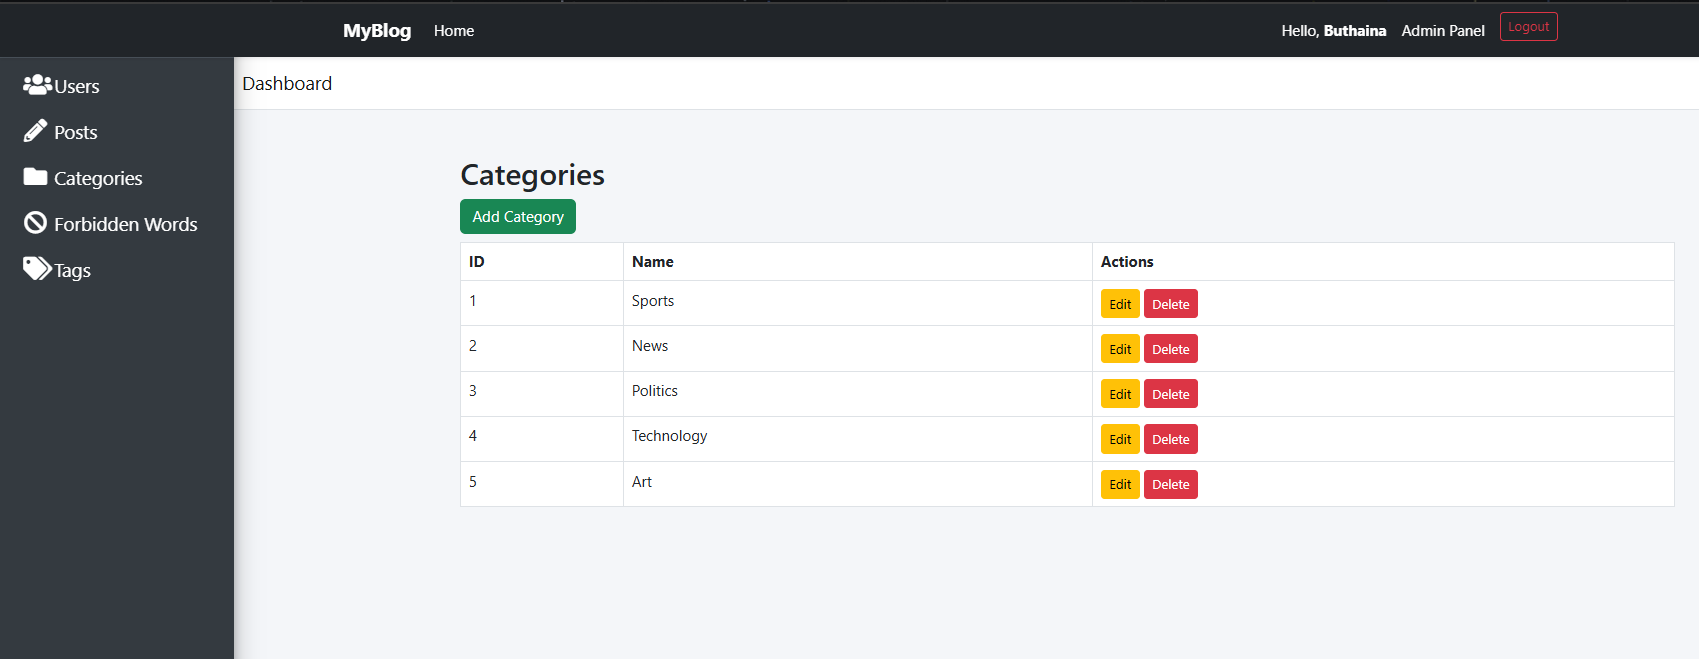 MyBlog Home Hello, Buthaina Admin Panel Logout
Users
Posts
Categories
Forbidden Words
Tags
Dashboard
Categories
Add Category
ID Name Actions
1 Sports Edit Delete
2 News Edit Delete
3 Politics Edit Delete
4 Technology Edit Delete
5 Art Edit Delete